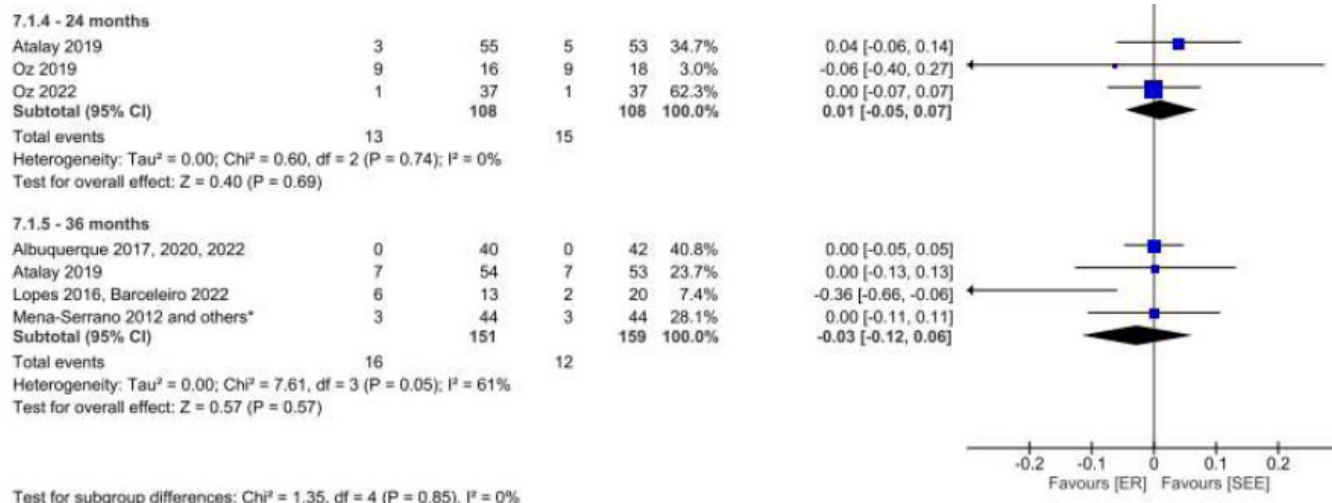 7.1.4 - 24 months
Atalay 2019 3 55 5 53 34.7% 0.04 [-0.06, 0.14]
Oz 2019 9 16 9 18 3.0% -0.06 [-0.40, 0.27]
Oz 2022 1 37 1 37 62.3% 0.00 [-0.07, 0.07]
Subtotal (95% CI) 108 108 100.0% 0.01 [-0.05, 0.07]
Total events 13 15
Heterogeneity: Tau² = 0.00; Chi² = 0.60, df = 2 (P = 0.74); I² = 0%
Test for overall effect: Z = 0.40 (P = 0.69)
7.1.5 - 36 months
Albuquerque 2017, 2020, 2022 0 40 0 42 40.8% 0.00 [-0.05, 0.05]
Atalay 2019 7 54 7 53 23.7% 0.00 [-0.13, 0.13]
Lopes 2016, Barceleiro 2022 6 13 2 20 7.4% -0.36 [-0.66, -0.06]
Mena-Serrano 2012 and others* 3 44 3 44 28.1% 0.00 [-0.11, 0.11]
Subtotal (95% CI) 151 159 100.0% -0.03 [-0.12, 0.06]
Total events 16 12
Heterogeneity: Tau² = 0.00; Chi² = 7.61, df = 3 (P = 0.05); I² = 61%
Test for overall effect: Z = 0.57 (P = 0.57)
-0.2 -0.1 0 0.1 0.2
Favours [ER] Favours [SEE]
Test for subgroup differences: Chi² = 1.35, df = 4 (P = 0.85), I² = 0%